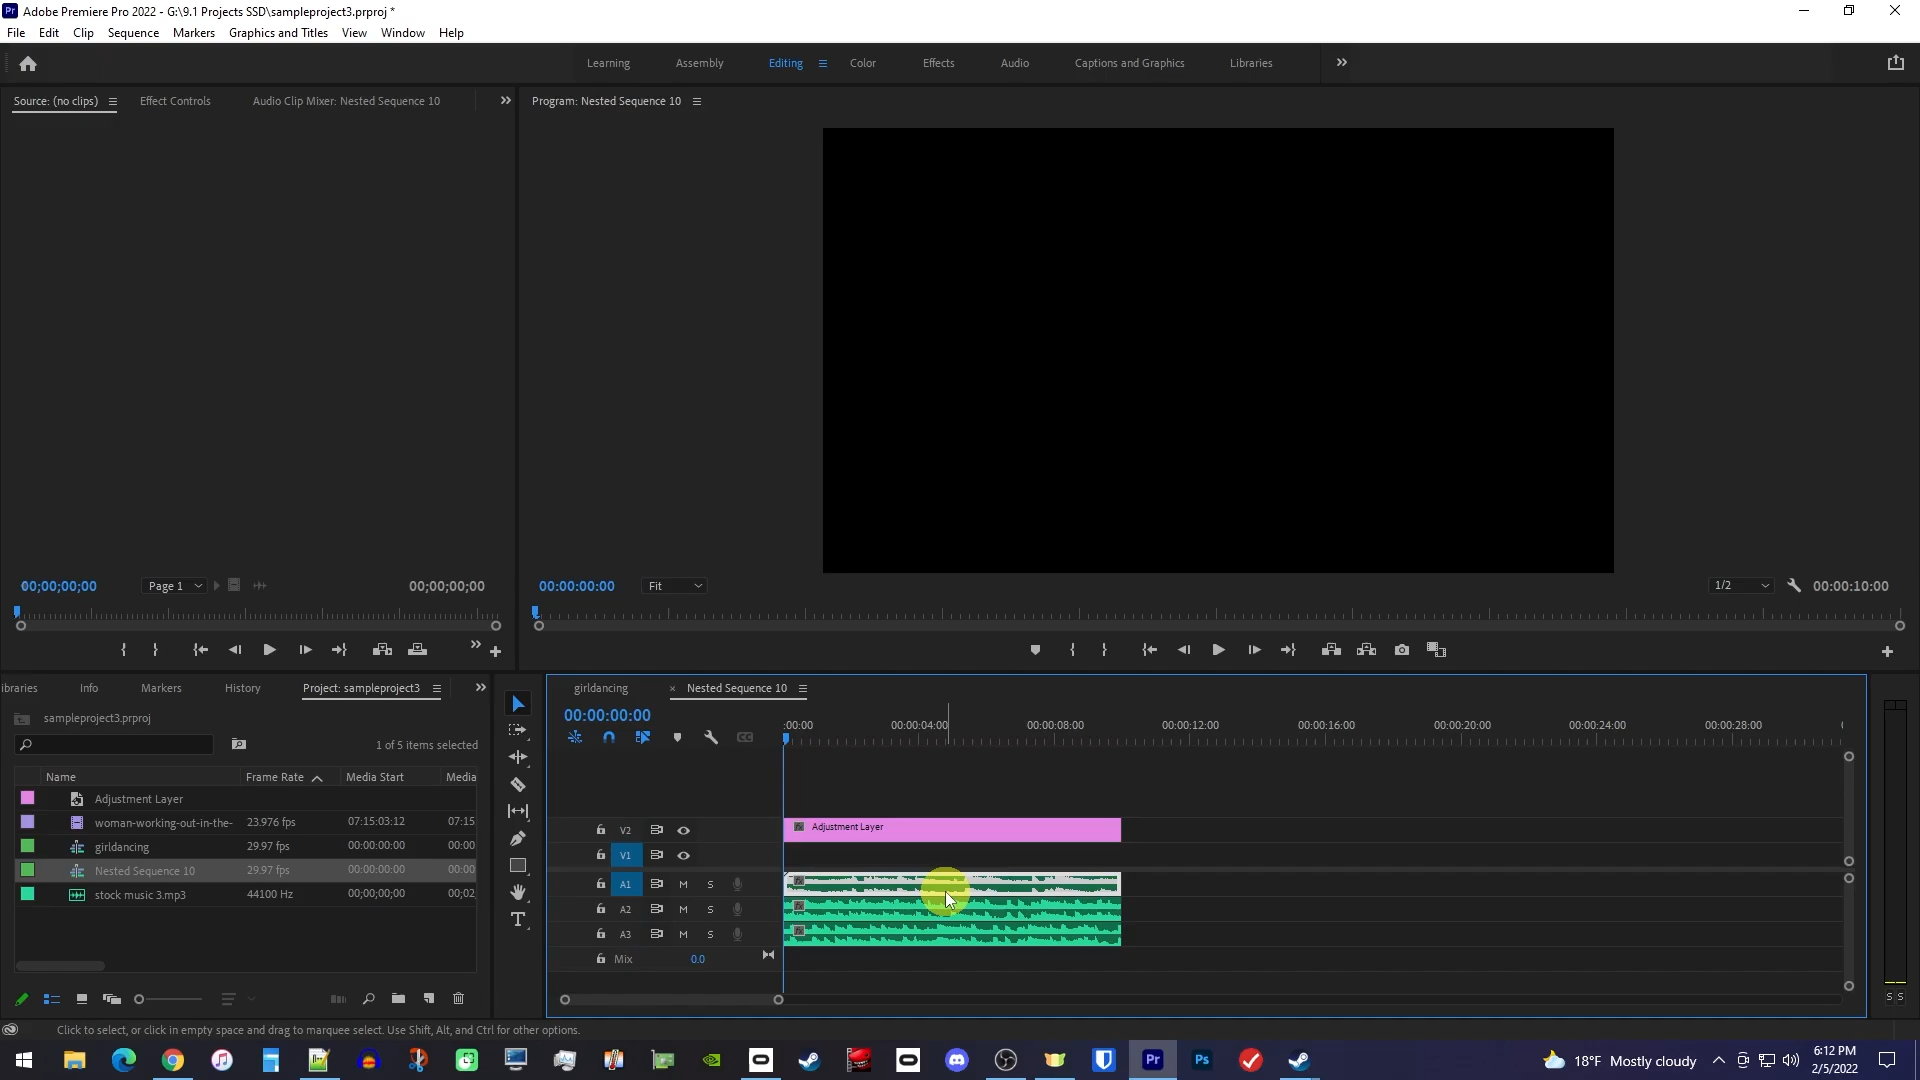 Pr Adobe Premiere Pro 2022 - G:\9.1 Projects SSD\sampleproject3.prproj *
File Edit Clip Sequence Markers Graphics and Titles View Window Help
Learning Assembly Editing Color Effects Audio Captions and Graphics Libraries
Source: (no clips) Effect Controls Audio Clip Mixer: Nested Sequence 10
Program: Nested Sequence 10
00;00;00;00 Page 1 00;00;00;00
00:00:00:00 Fit 1/2 00:00:10:00
ibraries Info Markers History Project: sampleproject3
girldancing × Nested Sequence 10
sampleproject3.prproj
1 of 5 items selected
Name Frame Rate Media Start Media
Adjustment Layer
woman-working-out-in-the- 23.976 fps 07:15:03:12 07:15
girldancing 29.97 fps 00:00:00:00 00:00
Nested Sequence 10 29.97 fps 00:00:00:00 00:00
stock music 3.mp3 44100 Hz 00;00;00;00 00;02
00:00:00:00
:00:00 00:00:04:00 00:00:08:00 00:00:12:00 00:00:16:00 00:00:20:00 00:00:24:00 00:00:28:00
CC
V2 Adjustment Layer
V1
A1 M S
A2 M S
A3 M S
Mix 0.0
S S
Click to select, or click in empty space and drag to marquee select. Use Shift, Alt, and Ctrl for other options.
Pr Ps
18°F Mostly cloudy
6:12 PM
2/5/2022